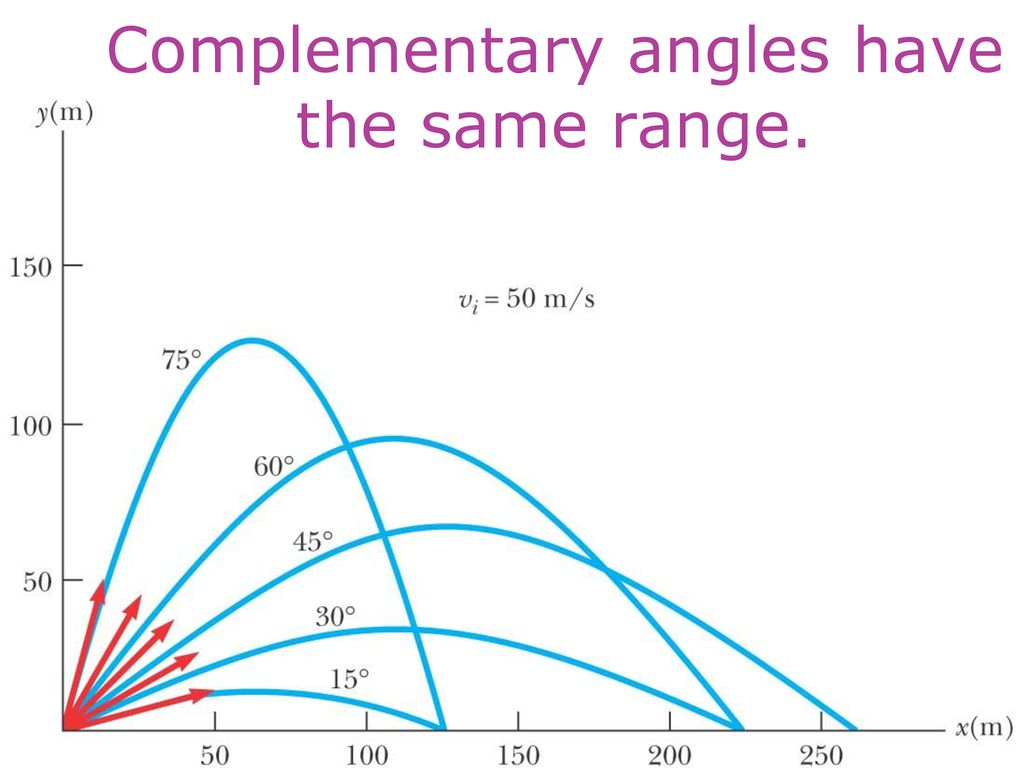 Complementary angles have
the same range.
y(m)
150
v_i = 50 m/s
75°
100
60°
45°
50
30°
15°
x(m)
50 100 150 200 250